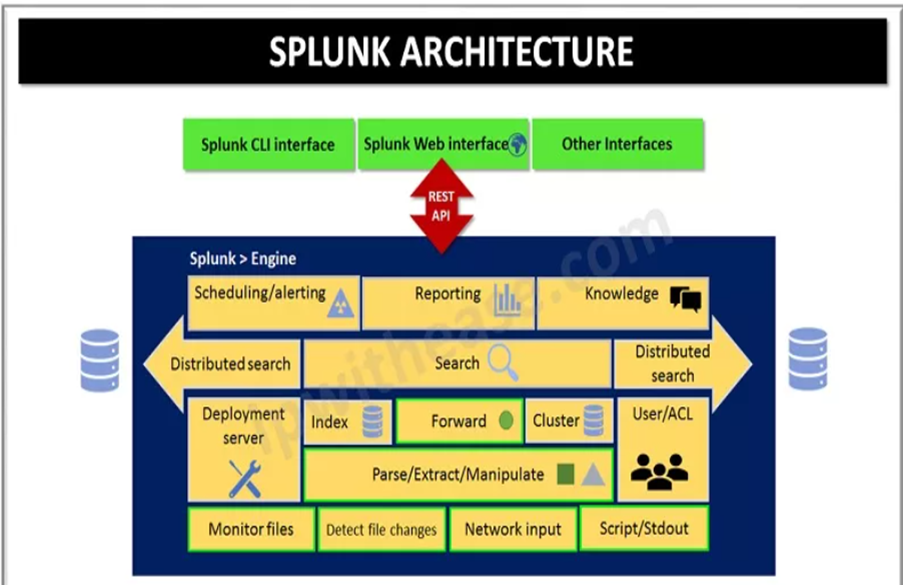 SPLUNK ARCHITECTURE
Splunk CLI interface
Splunk Web interface
Other Interfaces
REST
API
Splunk > Engine
Scheduling/alerting
Reporting
Knowledge
Distributed search
Search
Distributed
search
Deployment
server
Index
Forward
Cluster
User/ACL
Parse/Extract/Manipulate
Monitor files
Detect file changes
Network input
Script/Stdout
ipwithease.com